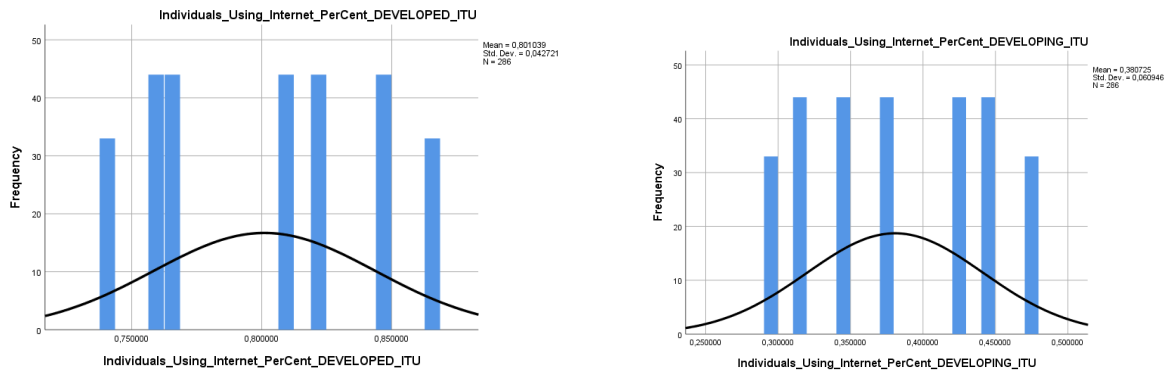 Individuals_Using_Internet_PerCent_DEVELOPED_ITU
Mean = 0,801039
Std. Dev. = 0,042721
N = 286
50
40
30
20
10
0
Frequency
0,750000 0,800000 0,850000
Individuals_Using_Internet_PerCent_DEVELOPED_ITU
Individuals_Using_Internet_PerCent_DEVELOPING_ITU
Mean = 0,380725
Std. Dev. = 0,060946
N = 286
50
40
30
20
10
0
Frequency
0,250000 0,300000 0,350000 0,400000 0,450000 0,500000
Individuals_Using_Internet_PerCent_DEVELOPING_ITU